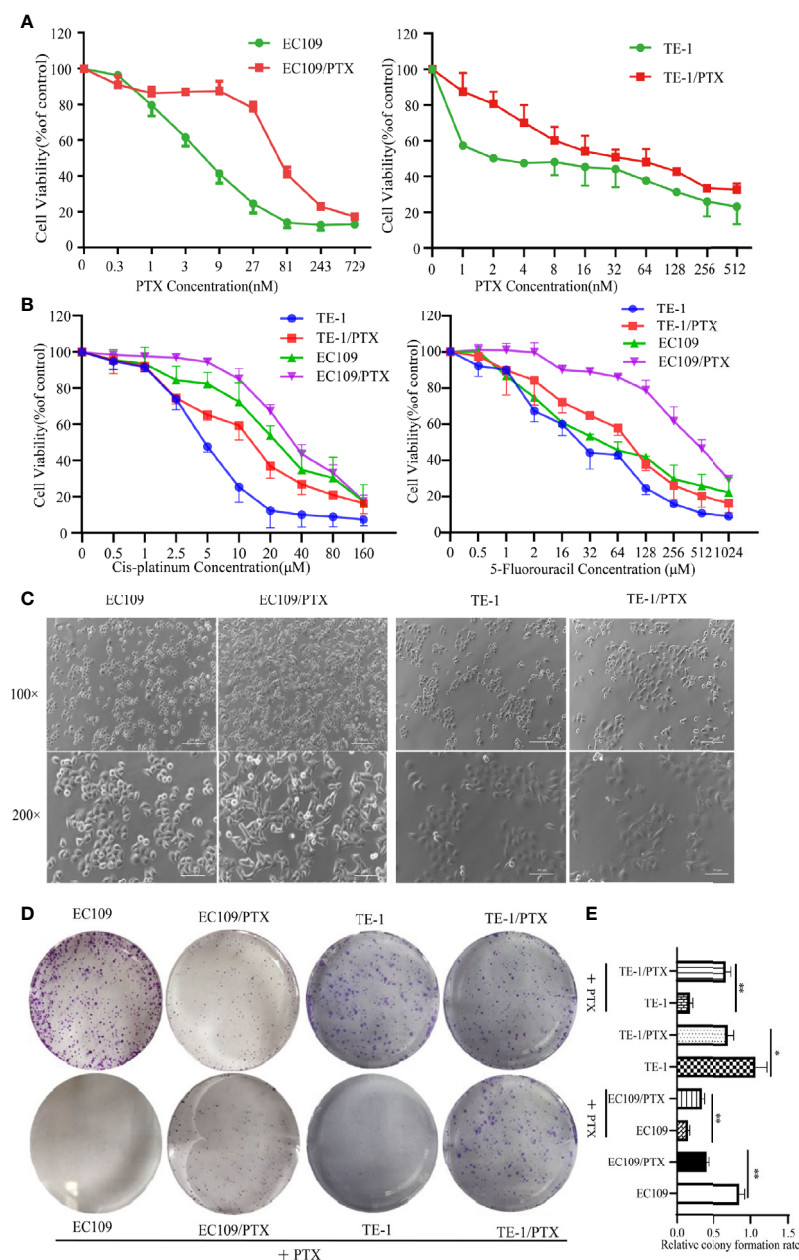 A
120
100
80
60
40
20
0
Cell Viability(%of control)
EC109
EC109/PTX
0 0.3 1 3 9 27 81 243 729
PTX Concentration(nM)
120
100
80
60
40
20
0
Cell Viability(%of control)
TE-1
TE-1/PTX
0 1 2 4 8 16 32 64 128 256 512
PTX Concentration(nM)
B
120
100
80
60
40
20
0
Cell Viability(%of control)
TE-1
TE-1/PTX
EC109
EC109/PTX
0 0.5 1 2.5 5 10 20 40 80 160
Cis-platinum Concentration(μM)
120
100
80
60
40
20
0
Cell Viability(%of control)
TE-1
TE-1/PTX
EC109
EC109/PTX
0 0.5 1 2 16 32 64 128 256 512 1024
5-Fluorouracil Concentration (μM)
C
EC109 EC109/PTX TE-1 TE-1/PTX
100×
200×
D
EC109 EC109/PTX TE-1 TE-1/PTX
EC109 EC109/PTX TE-1 TE-1/PTX
+ PTX
E
+ PTX
TE-1/PTX
TE-1
**
TE-1/PTX
TE-1
*
+ PTX
EC109/PTX
EC109
**
EC109/PTX
EC109
**
0.0 0.5 1.0 1.5
Relative colony formation rate